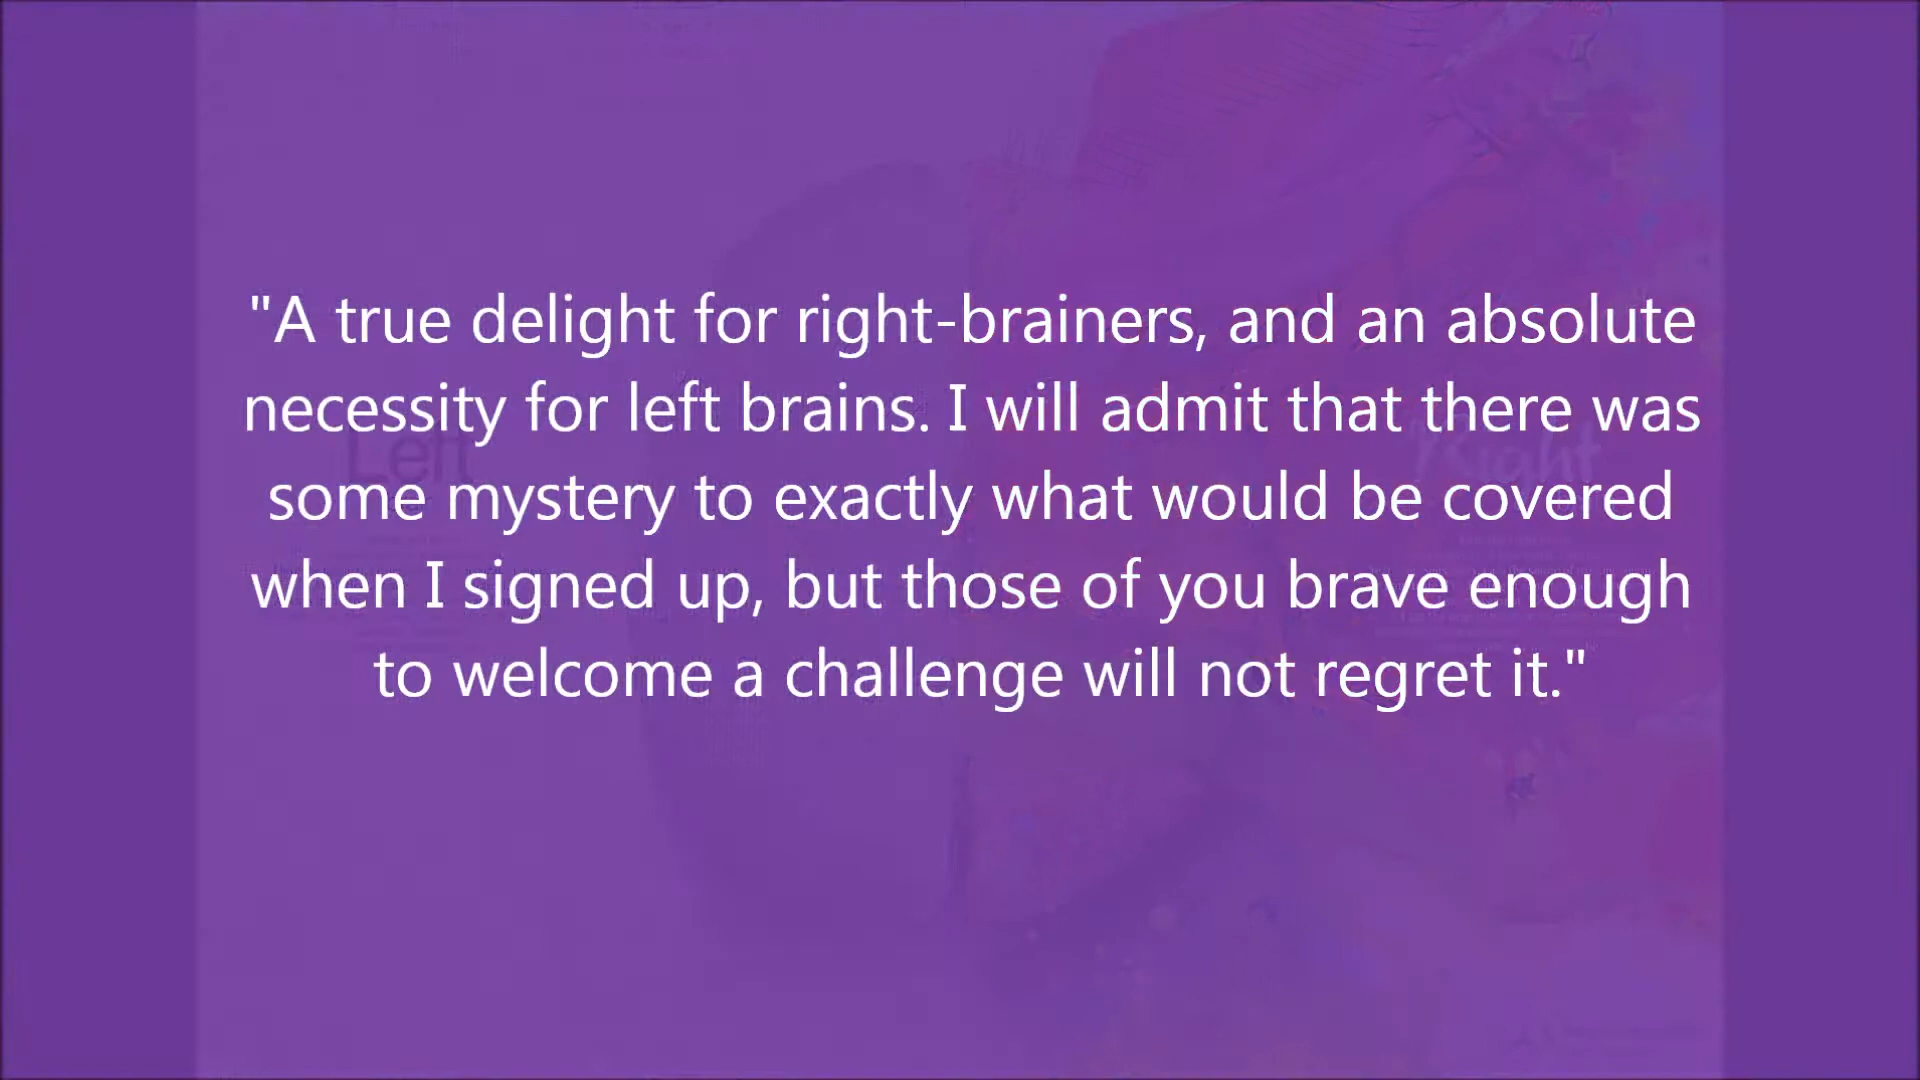 "A true delight for right-brainers, and an absolute
necessity for left brains. I will admit that there was
some mystery to exactly what would be covered
when I signed up, but those of you brave enough
to welcome a challenge will not regret it."
Left
Right